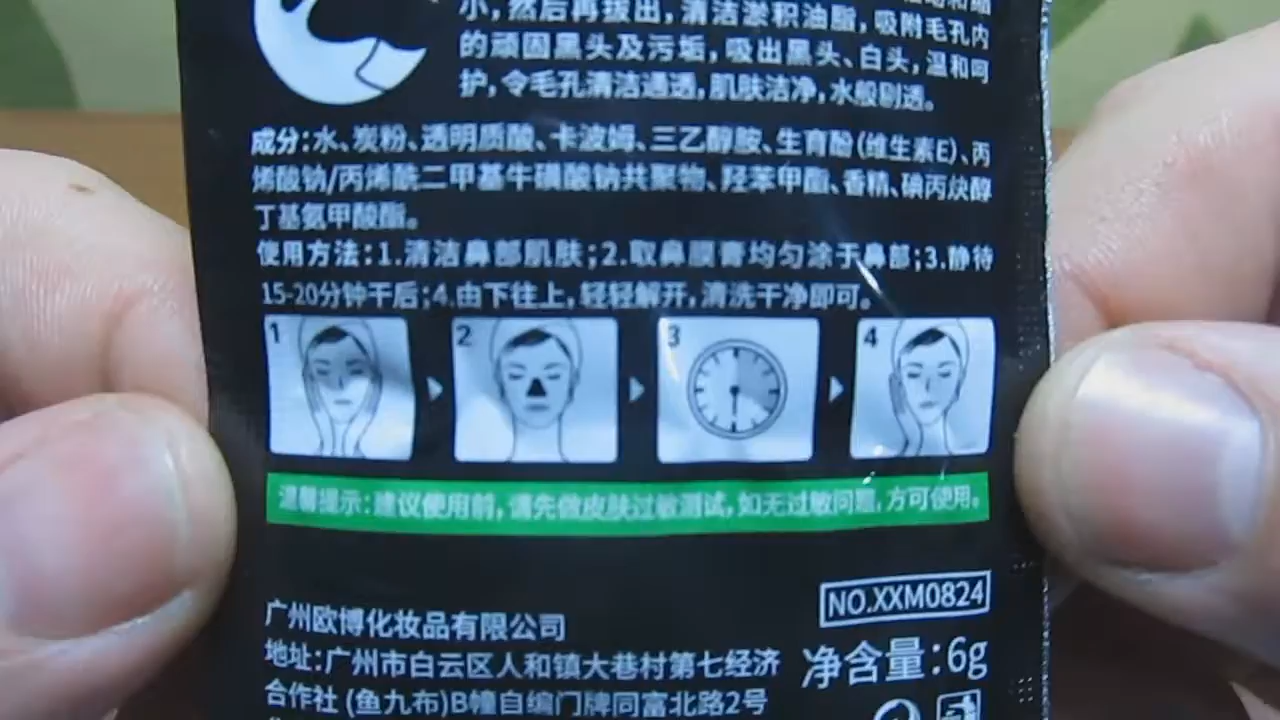 小，然后再拔出，清洁淤积油脂，吸附毛孔内
的顽固黑头及污垢，吸出黑头、白头，温和呵
护，令毛孔清洁通透，肌肤洁净，水般剔透。
成分：水、炭粉、透明质酸、卡波姆、三乙醇胺、生育酚（维生素E）、丙
烯酸钠/丙烯酰二甲基牛磺酸钠共聚物、羟苯甲酯、香精、碘丙炔醇
丁基氨甲酸酯。
使用方法：1.清洁鼻部肌肤；2.取鼻膜膏均匀涂于鼻部；3.静待
15-20分钟干后；4.由下往上，轻轻解开，清洗干净即可。
1 2 3 4
温馨提示：建议使用前，请先做皮肤过敏测试，如无过敏问题，方可使用。
NO.XXM0824
广州欧博化妆品有限公司
地址：广州市白云区人和镇大巷村第七经济
合作社 (鱼九布)B幢自编门牌同富北路2号
净含量：6g